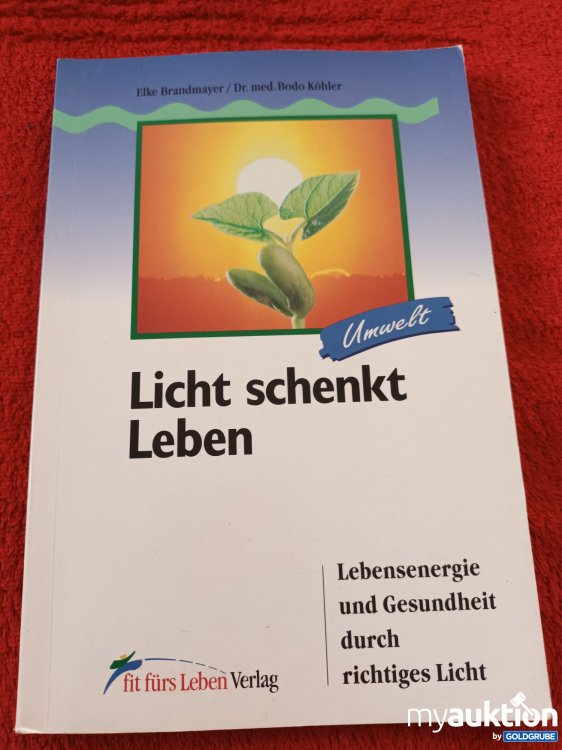 Elke Brandmayer / Dr. med. Bodo Köhler
Umwelt
Licht schenkt
Leben
Lebensenergie
und Gesundheit
durch
richtiges Licht
fit fürs Leben Verlag
myauktion
by GOLDGRUBE